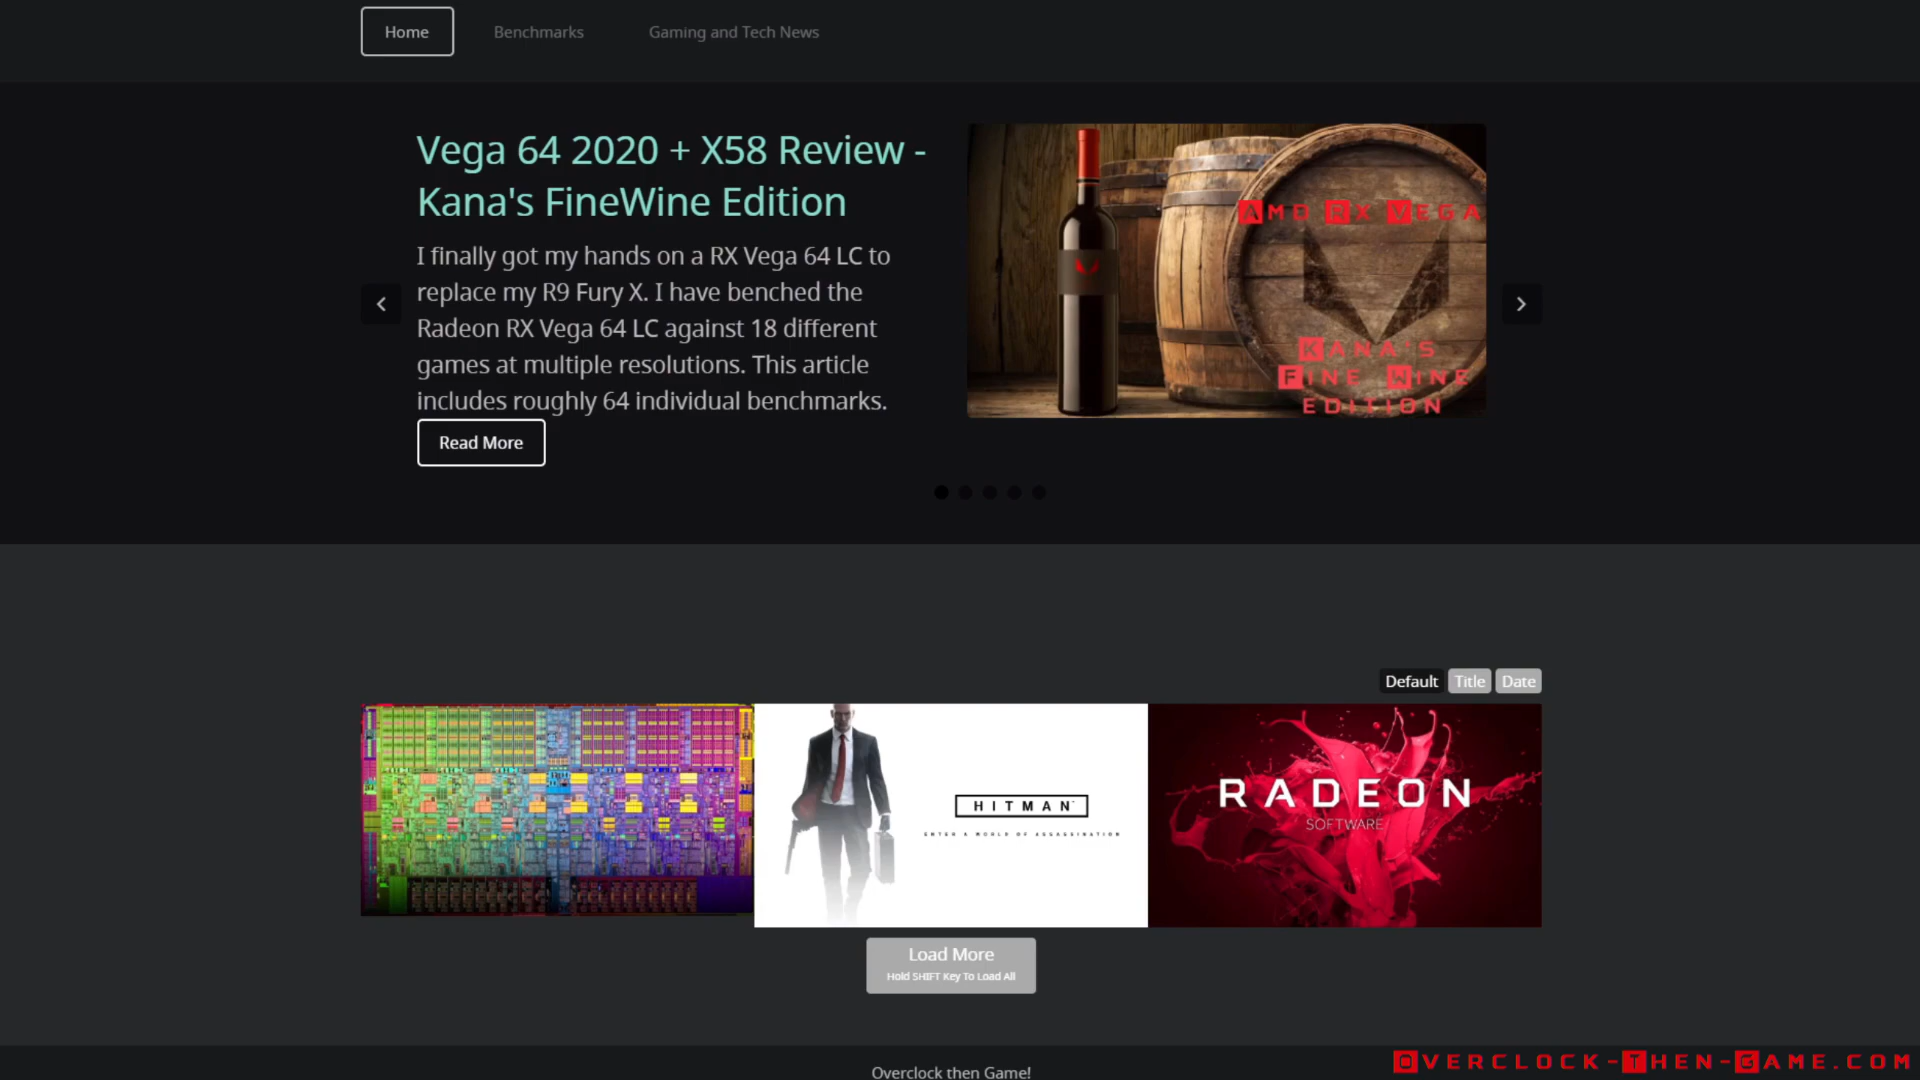 Home
Benchmarks
Gaming and Tech News
Vega 64 2020 + X58 Review -
Kana's FineWine Edition
I finally got my hands on a RX Vega 64 LC to
replace my R9 Fury X. I have benched the
Radeon RX Vega 64 LC against 18 different
games at multiple resolutions. This article
includes roughly 64 individual benchmarks.
Read More
AMD RX VEGA
KANA'S
FINE WINE
EDITION
Default
Title
Date
HITMAN
ENTER A WORLD OF ASSASSINATION
RADEON
SOFTWARE
Load More
Hold SHIFT Key To Load All
Overclock then Game!
OVERCLOCK-THEN-GAME.COM